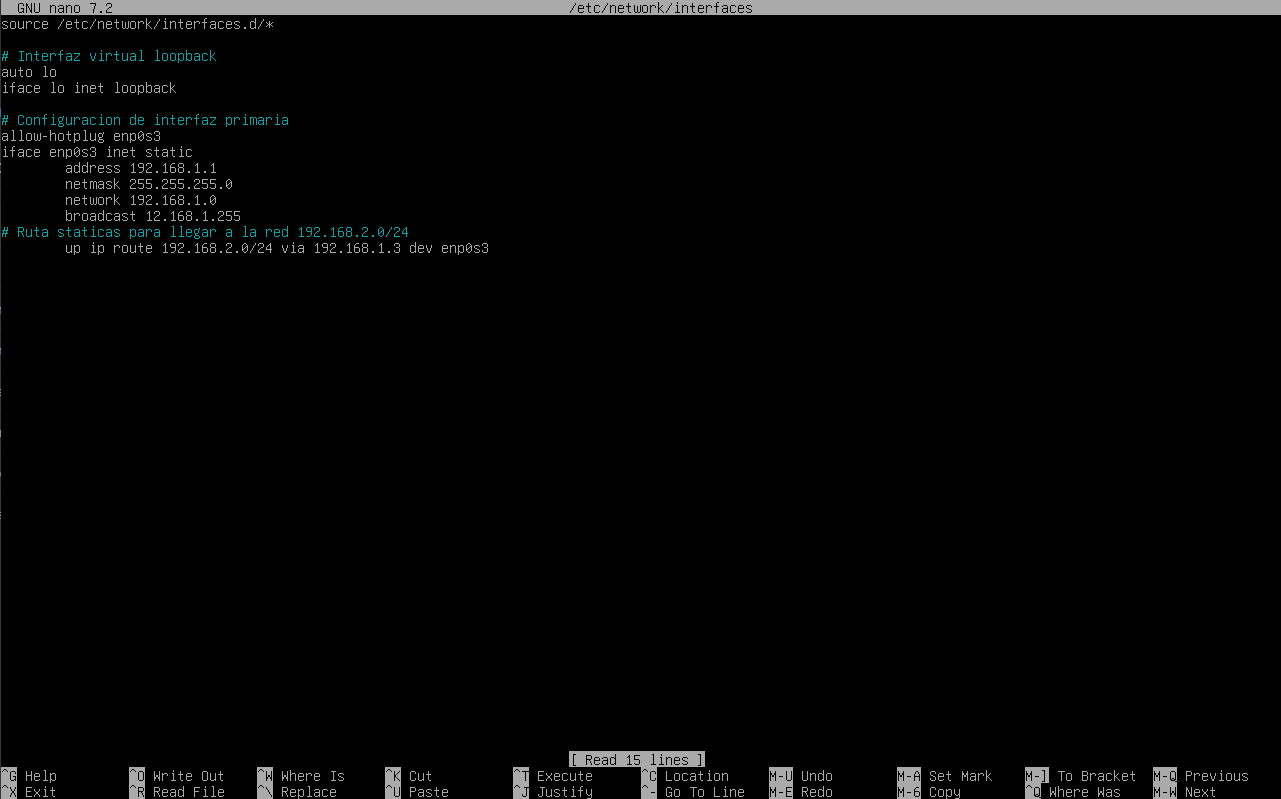 GNU nano 7.2 /etc/network/interfaces
source /etc/network/interfaces.d/*
# Interfaz virtual loopback
auto lo
iface lo inet loopback
# Configuracion de interfaz primaria
allow-hotplug enp0s3
iface enp0s3 inet static
address 192.168.1.1
netmask 255.255.255.0
network 192.168.1.0
broadcast 12.168.1.255
# Ruta staticas para llegar a la red 192.168.2.0/24
up ip route 192.168.2.0/24 via 192.168.1.3 dev enp0s3
[ Read 15 lines ]
^G Help ^O Write Out ^W Where Is ^K Cut ^T Execute ^C Location M-U Undo M-A Set Mark M-] To Bracket M-Q Previous
^X Exit ^R Read File ^\ Replace ^U Paste ^J Justify ^- Go To Line M-E Redo M-6 Copy ^Q Where Was M-W Next